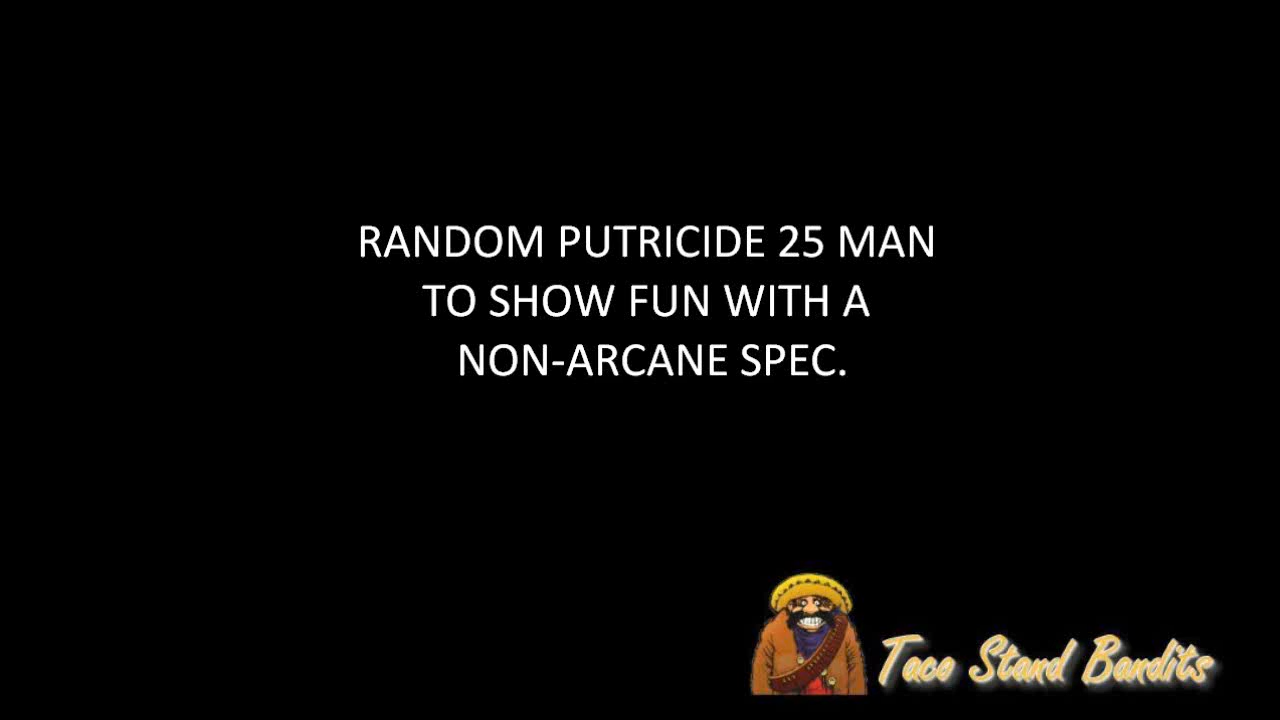 RANDOM PUTRICIDE 25 MAN
TO SHOW FUN WITH A
NON-ARCANE SPEC.
Taco Stand Bandits